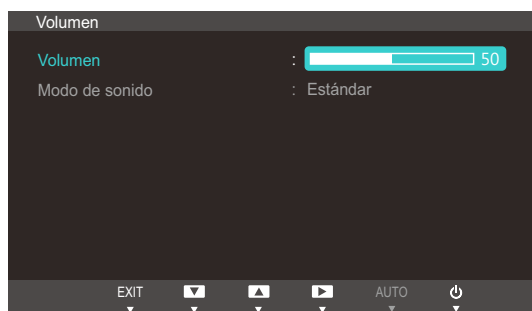 Volumen
Volumen : 50
Modo de sonido : Estándar
EXIT AUTO